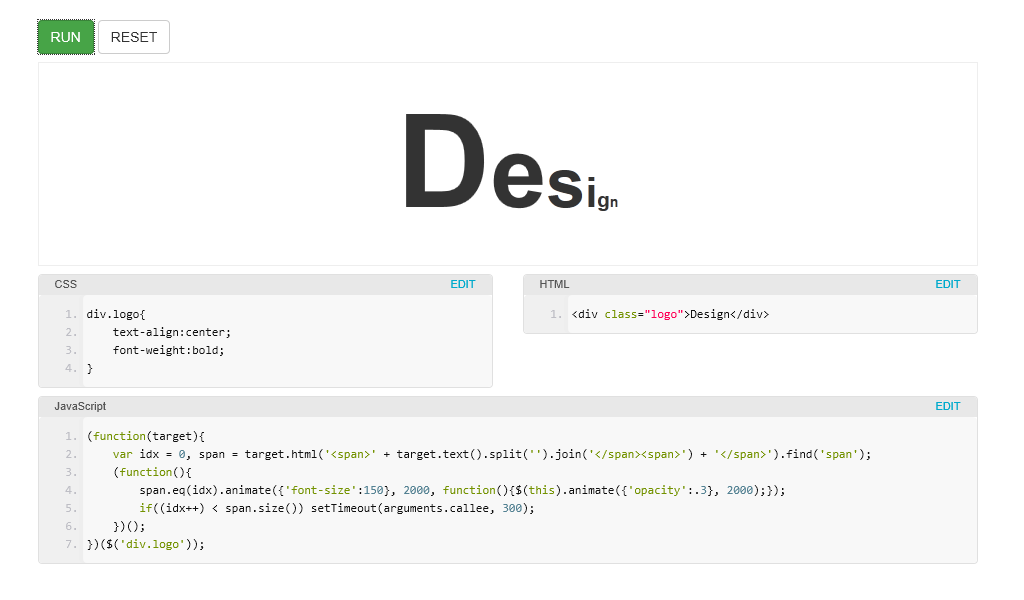 RUN RESET
Design
CSS EDIT
1. div.logo{
2.     text-align:center;
3.     font-weight:bold;
4. }
HTML EDIT
1. <div class="logo">Design</div>
JavaScript EDIT
1. (function(target){
2.     var idx = 0, span = target.html('<span>' + target.text().split('').join('</span><span>') + '</span>').find('span');
3.     (function(){
4.         span.eq(idx).animate({'font-size':150}, 2000, function(){$(this).animate({'opacity':.3}, 2000);});
5.         if((idx++) < span.size()) setTimeout(arguments.callee, 300);
6.     })();
7. })($('div.logo'));